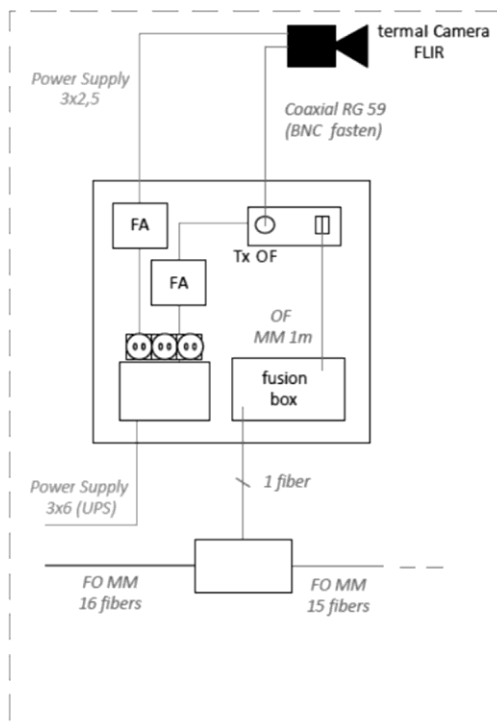 termal Camera
FLIR
Power Supply
3x2,5
Coaxial RG 59
(BNC fasten)
FA
Tx OF
FA
OF
MM 1m
fusion
box
Power Supply
3x6 (UPS)
1 fiber
FO MM
16 fibers
FO MM
15 fibers